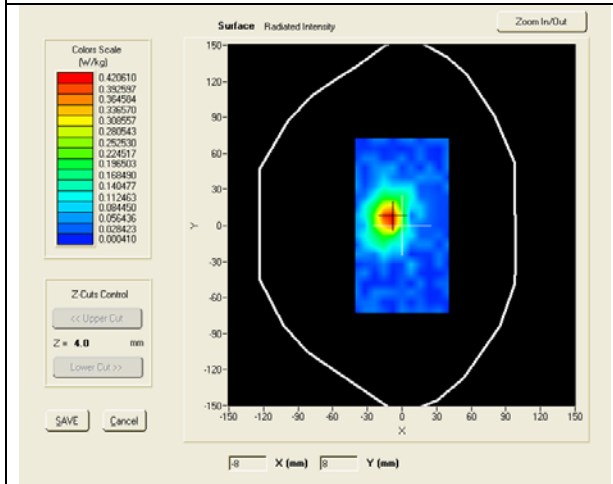 Surface Radiated Intensity
Zoom In/Out
Colors Scale
(W/kg)
0.420610
0.392597
0.364584
0.336570
0.308557
0.280543
0.252530
0.224517
0.196503
0.168490
0.140477
0.112463
0.084450
0.056436
0.028423
0.000410
Z-Cuts Control
<< Upper Cut
Z = 4.0 mm
Lower Cut >>
SAVE Cancel
150-
120-
90-
60-
30-
0-
-30-
-60-
-90-
-120-
-150-
Y
-150 -120 -90 -60 -30 0 30 60 90 120 150
X
-8 X (mm) 8 Y (mm)